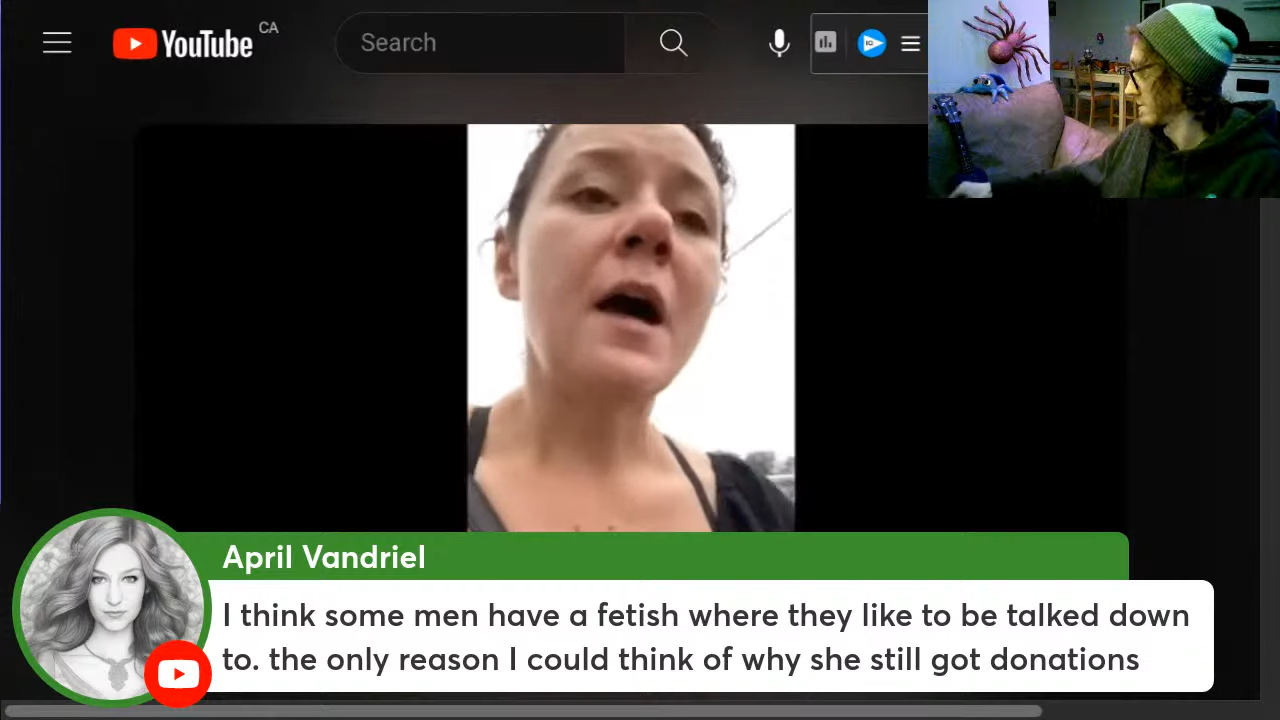 YouTube CA
Search
April Vandriel
I think some men have a fetish where they like to be talked down
to. the only reason I could think of why she still got donations